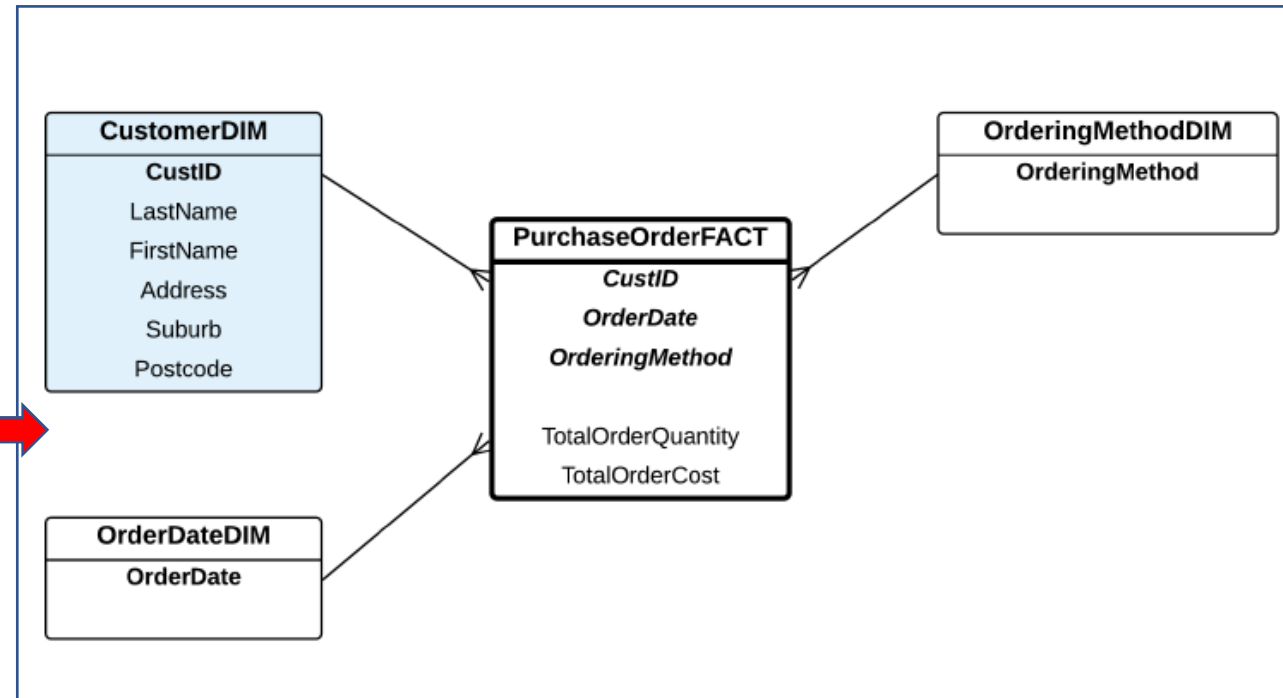 CustomerDIM
CustID
LastName
FirstName
Address
Suburb
Postcode
OrderDateDIM
OrderDate
PurchaseOrderFACT
CustID
OrderDate
OrderingMethod
TotalOrderQuantity
TotalOrderCost
OrderingMethodDIM
OrderingMethod